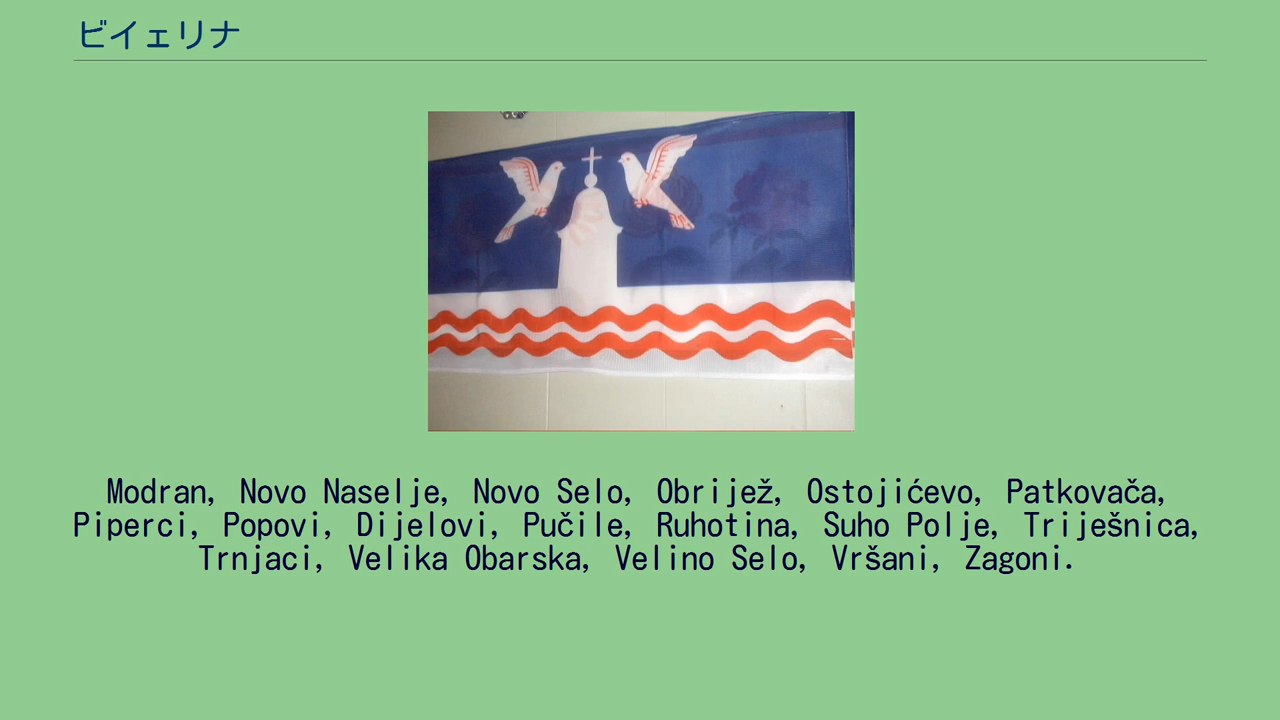 ビイェリナ
Modran, Novo Naselje, Novo Selo, Obrijež, Ostojićevo, Patkovača,
Piperci, Popovi, Dijelovi, Pučile, Ruhotina, Suho Polje, Triješnica,
Trnjaci, Velika Obarska, Velino Selo, Vršani, Zagoni.